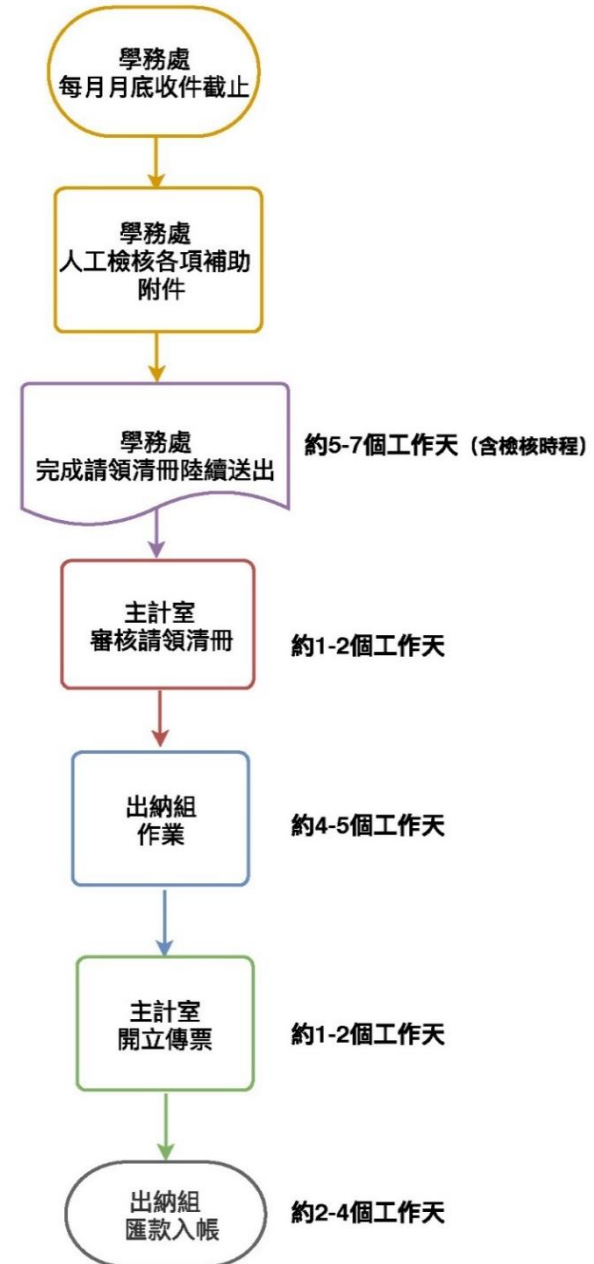 學務處
每月月底收件截止
學務處
人工檢核各項補助
附件
學務處
完成請領清冊陸續送出
約5-7個工作天（含檢核時程）
主計室
審核請領清冊
約1-2個工作天
出納組
作業
約4-5個工作天
主計室
開立傳票
約1-2個工作天
出納組
匯款入帳
約2-4個工作天